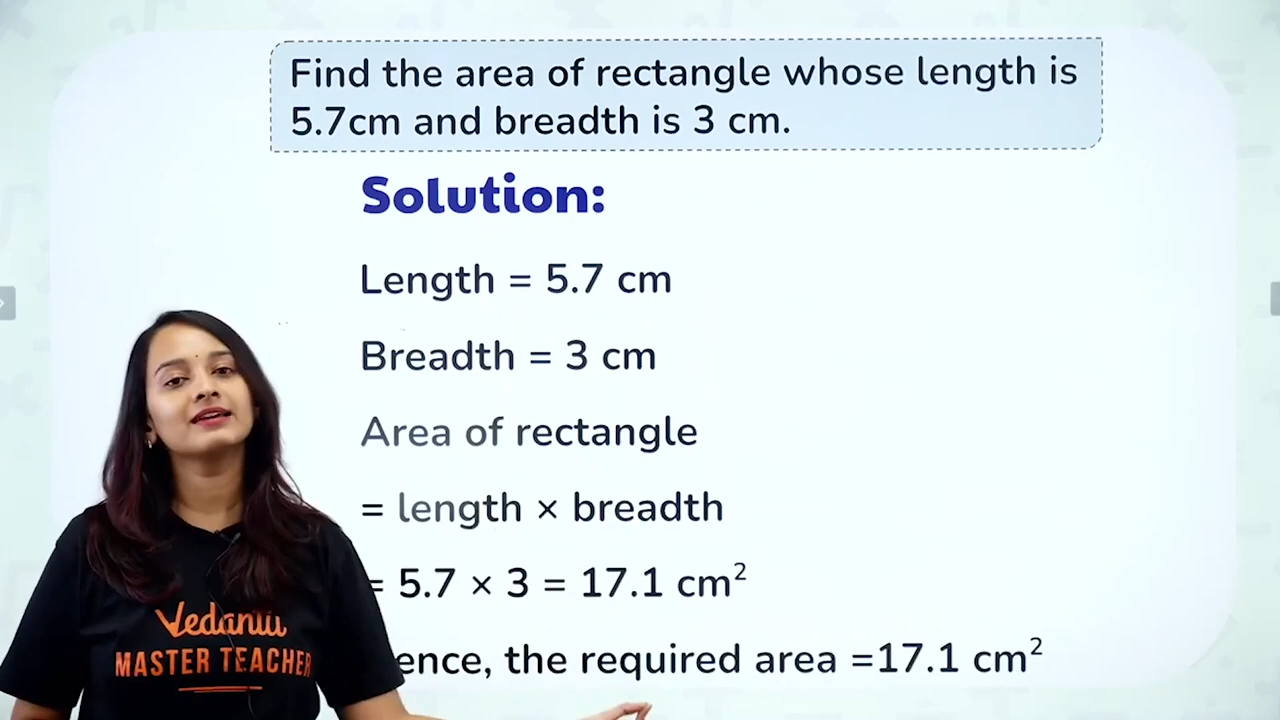 Find the area of rectangle whose length is
5.7cm and breadth is 3 cm.
Solution:
Length = 5.7 cm
Breadth = 3 cm
Area of rectangle
= length × breadth
= 5.7 × 3 = 17.1 cm²
ence, the required area =17.1 cm²
Vedantu
MASTER TEACHER